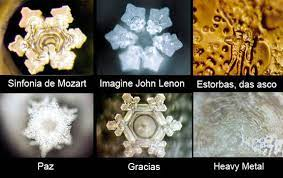 Sinfonia de Mozart
Imagine John Lenon
Estorbas, das asco
Paz
Gracias
Heavy Metal